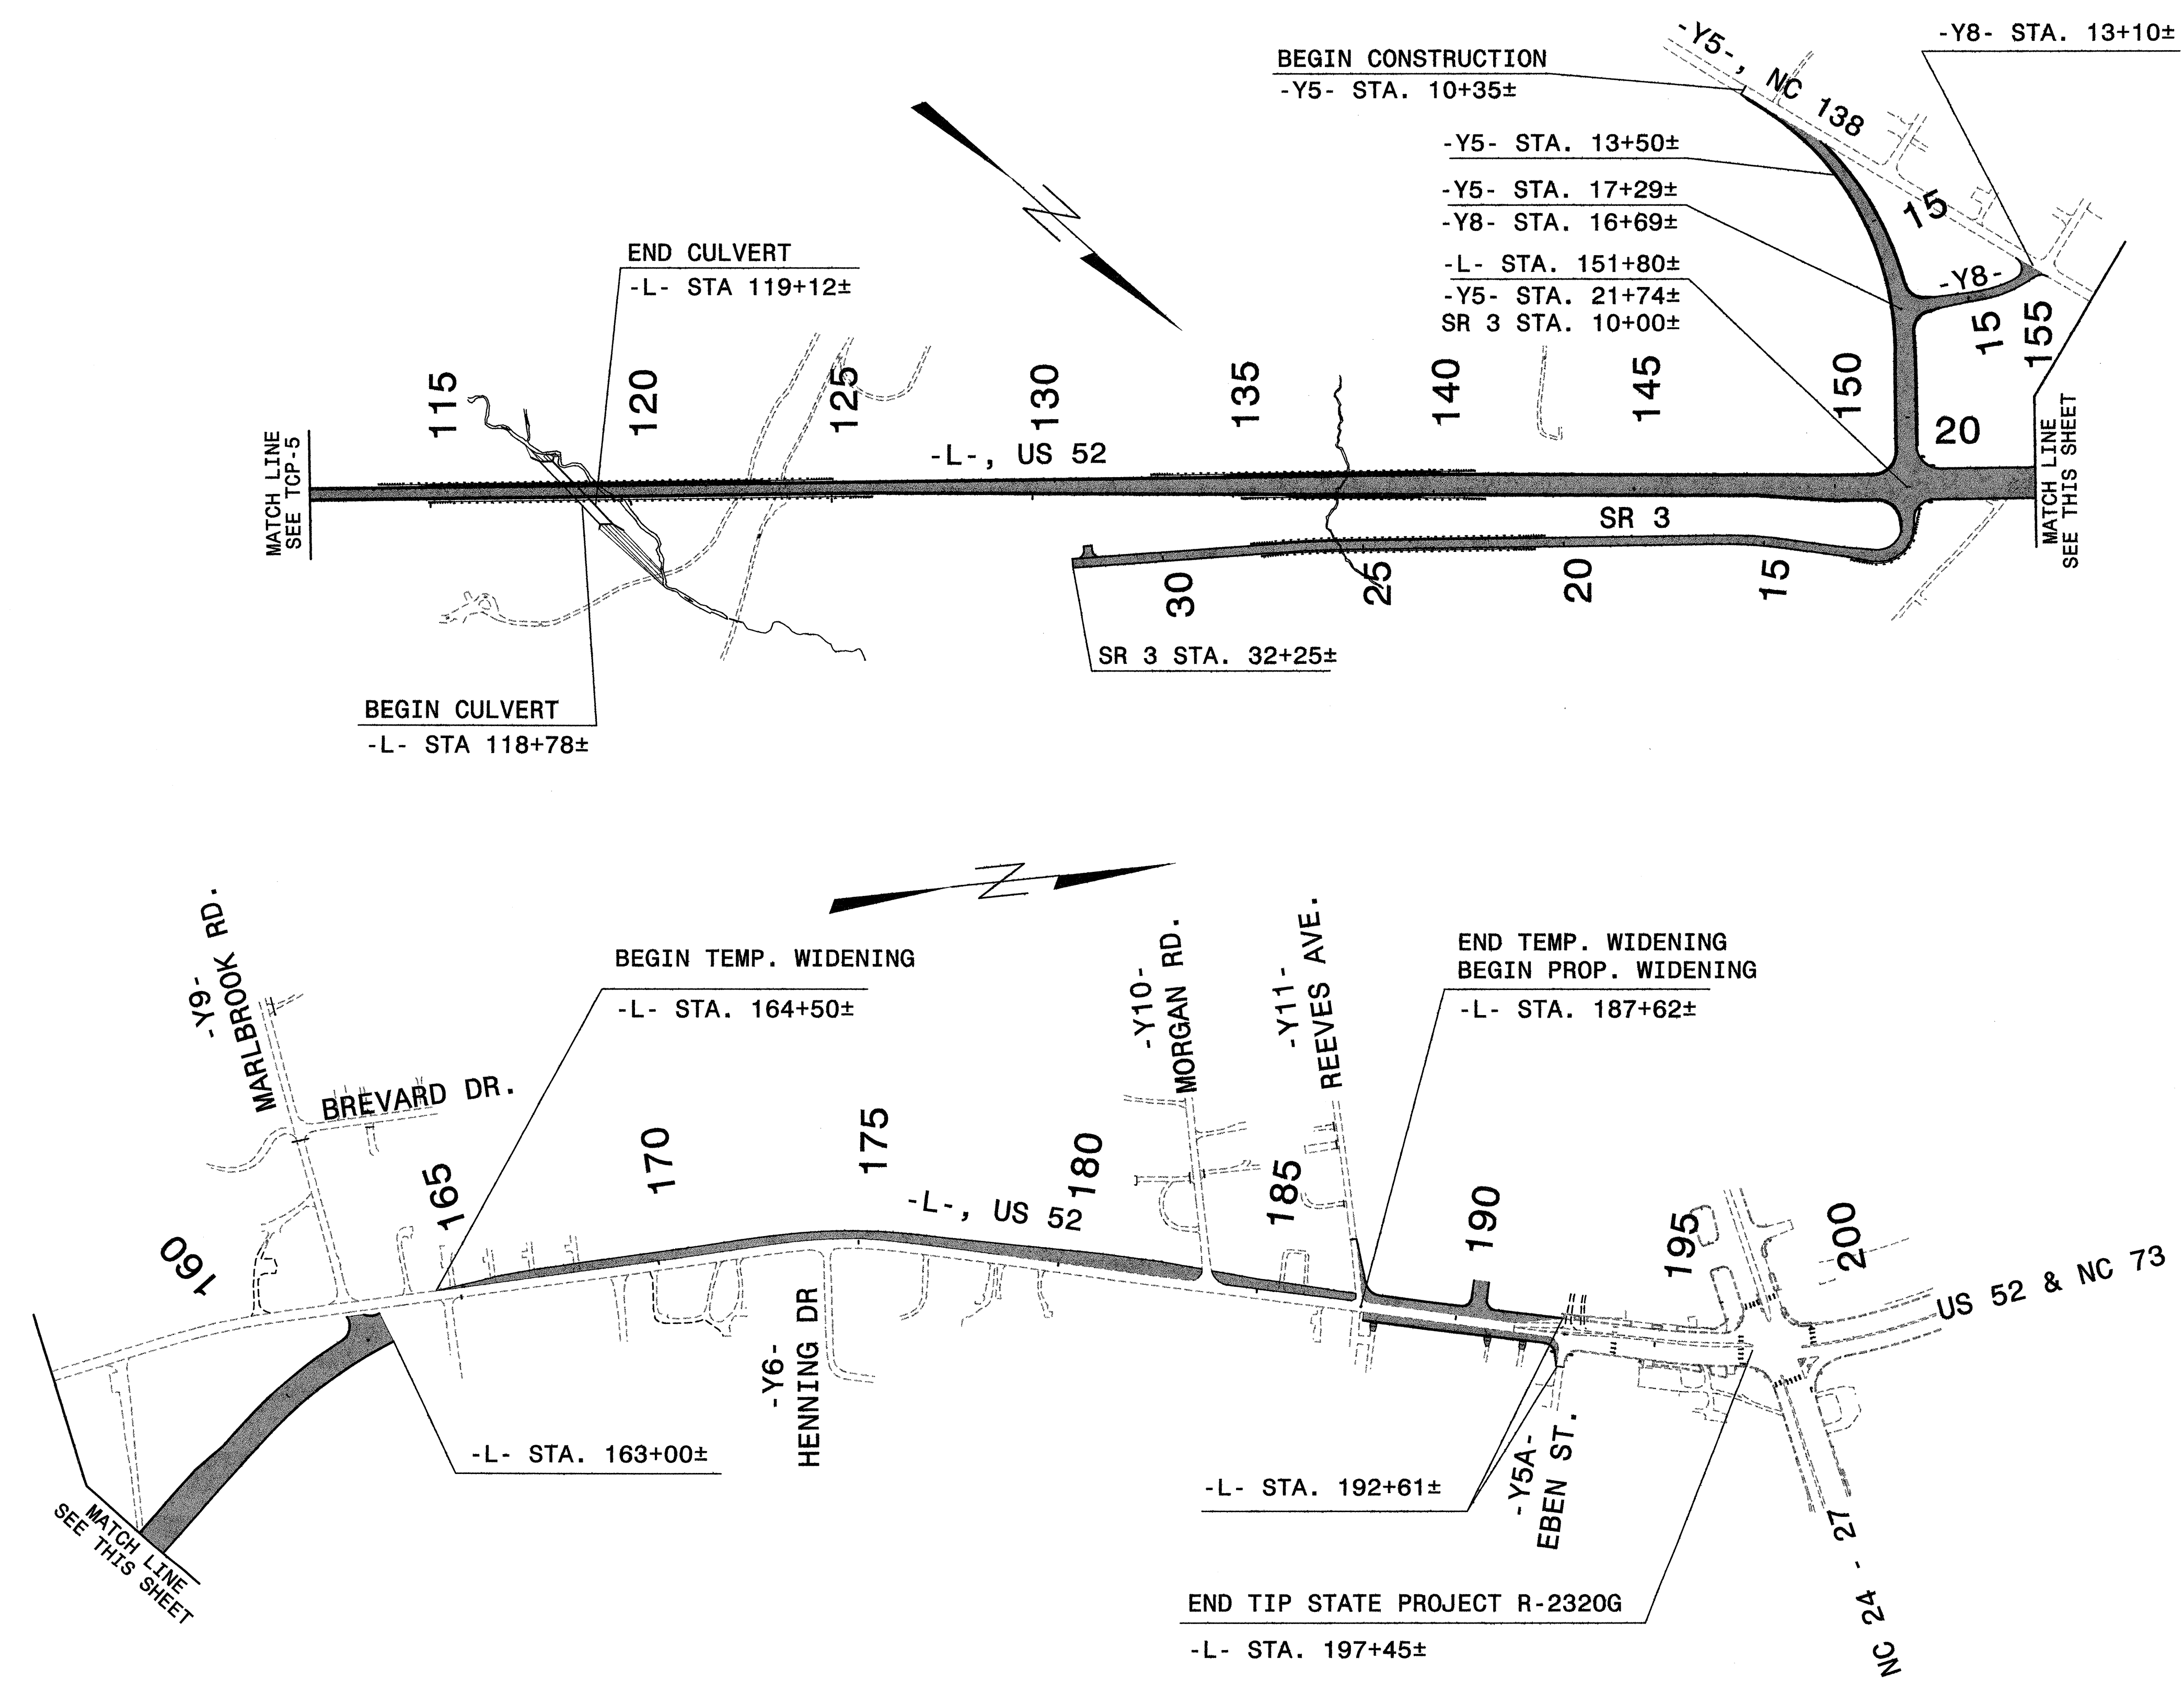 -Y8- STA. 13+10±
-Y5-, NC 138
BEGIN CONSTRUCTION
-Y5- STA. 10+35±
-Y5- STA. 13+50±
-Y5- STA. 17+29±
-Y8- STA. 16+69±
-L- STA. 151+80±
-Y5- STA. 21+74±
SR 3 STA. 10+00±
15
-Y8-
15
155
END CULVERT
-L- STA 119+12±
N
115
120
125
130
135
140
145
150
20
MATCH LINE
SEE TCP-5
-L-, US 52
MATCH LINE
SEE THIS SHEET
SR 3
30
25
20
15
SR 3 STA. 32+25±
BEGIN CULVERT
-L- STA 118+78±
N
-Y9-
MARLBROOK RD.
BREVARD DR.
BEGIN TEMP. WIDENING
-L- STA. 164+50±
-Y10-
MORGAN RD.
-Y11-
REEVES AVE.
END TEMP. WIDENING
BEGIN PROP. WIDENING
-L- STA. 187+62±
160
165
170
175
180
185
190
195
200
-L-, US 52
US 52 & NC 73
-Y6-
HENNING DR
-L- STA. 163+00±
MATCH LINE
SEE THIS SHEET
-L- STA. 192+61±
-Y5A-
EBEN ST.
NC 24 - 27
END TIP STATE PROJECT R-2320G
-L- STA. 197+45±